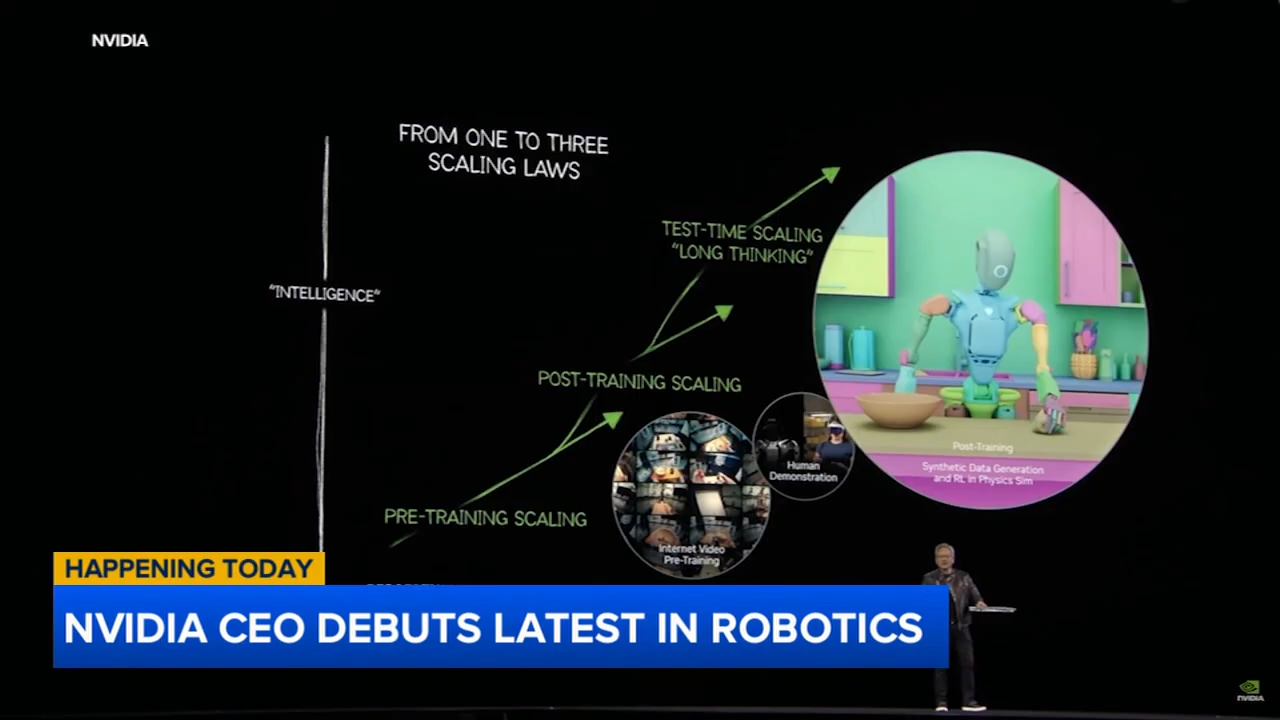 NVIDIA
FROM ONE TO THREE
SCALING LAWS
TEST-TIME SCALING
“LONG THINKING”
“INTELLIGENCE”
POST-TRAINING SCALING
PRE-TRAINING SCALING
Internet Video
Pre-Training
Human
Demonstration
Post-Training
Synthetic Data Generation
and RL in Physics Sim
HAPPENING TODAY
NVIDIA CEO DEBUTS LATEST IN ROBOTICS
NVIDIA